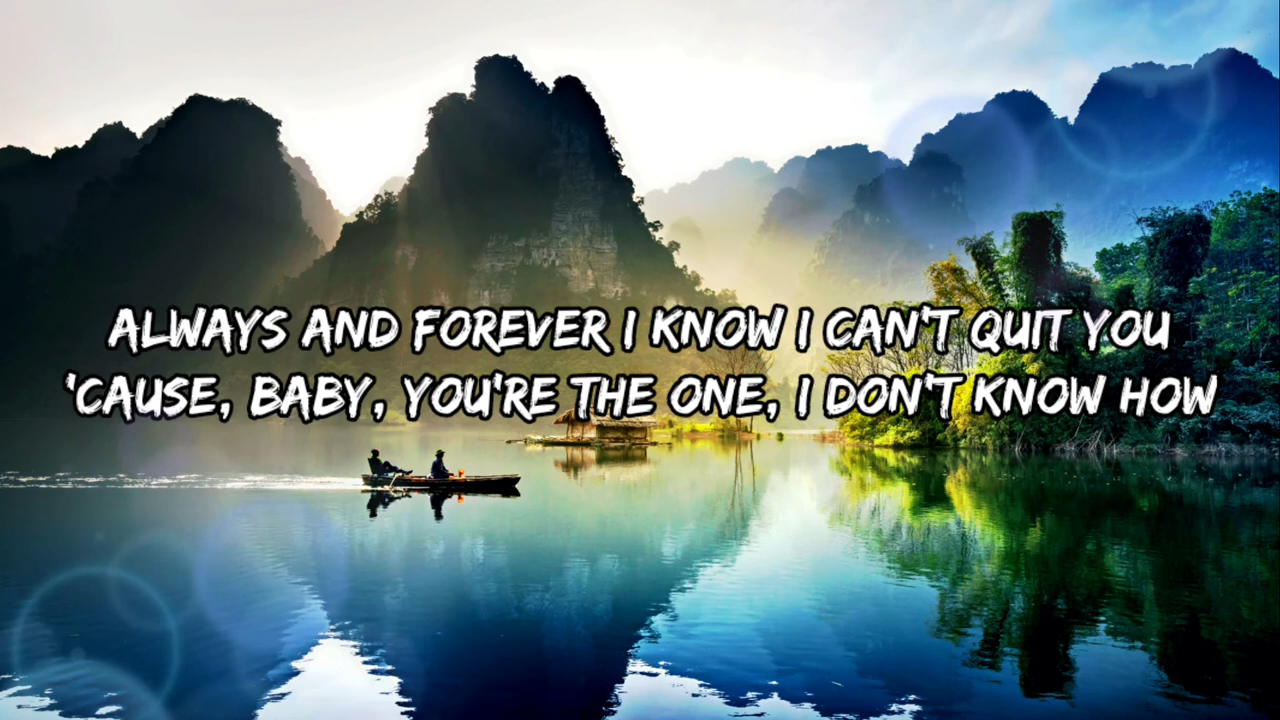 ALWAYS AND FOREVER I KNOW I CAN'T QUIT YOU
'CAUSE, BABY, YOU'RE THE ONE, I DON'T KNOW HOW